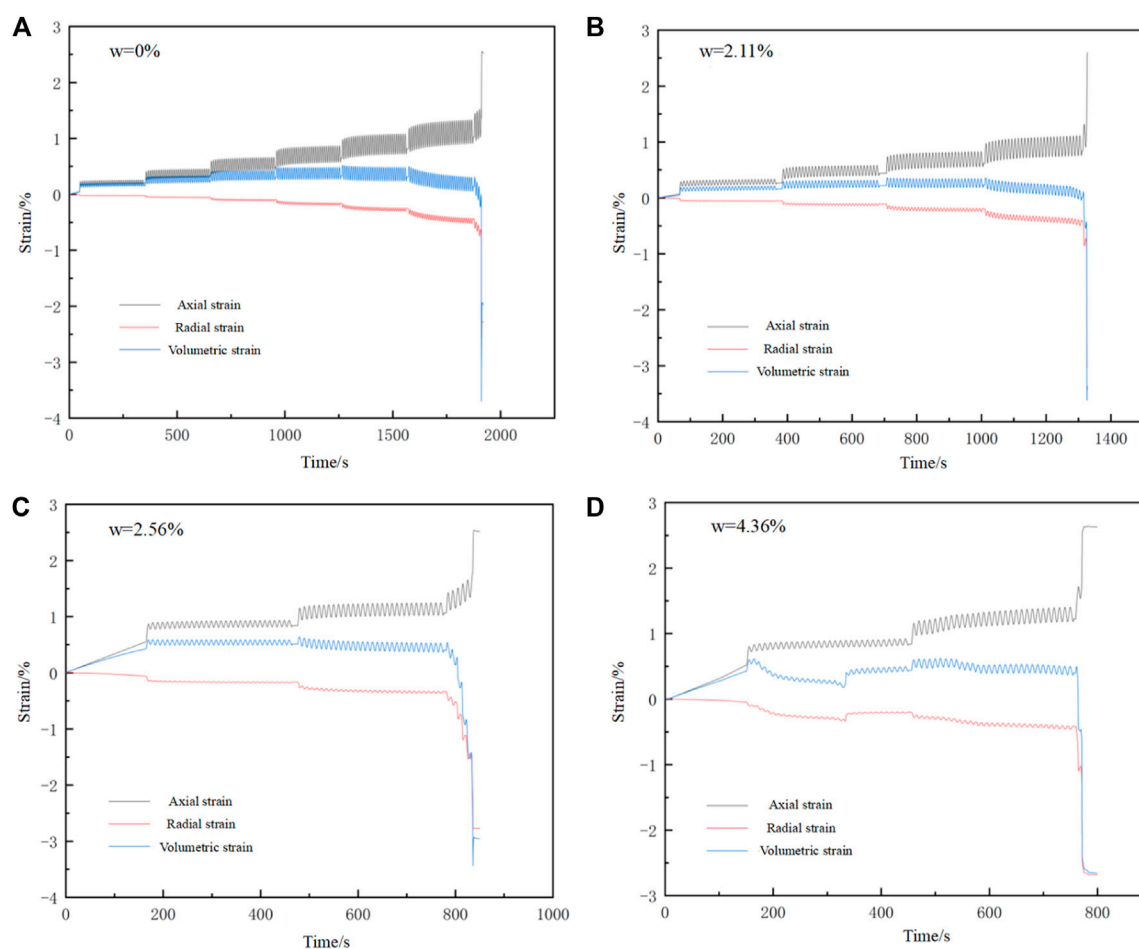 A
w=0%
3
2
1
0
−1
−2
−3
−4
Strain/%
Axial strain
Radial strain
Volumetric strain
0 500 1000 1500 2000
Time/s
B
w=2.11%
3
2
1
0
−1
−2
−3
−4
Strain/%
Axial strain
Radial strain
Volumetric strain
0 200 400 600 800 1000 1200 1400
Time/s
C
w=2.56%
3
2
1
0
−1
−2
−3
−4
Strain/%
Axial strain
Radial strain
Volumetric strain
0 200 400 600 800 1000
Time/s
D
w=4.36%
3
2
1
0
−1
−2
−3
Strain/%
Axial strain
Radial strain
Volumetric strain
0 200 400 600 800
Time/s